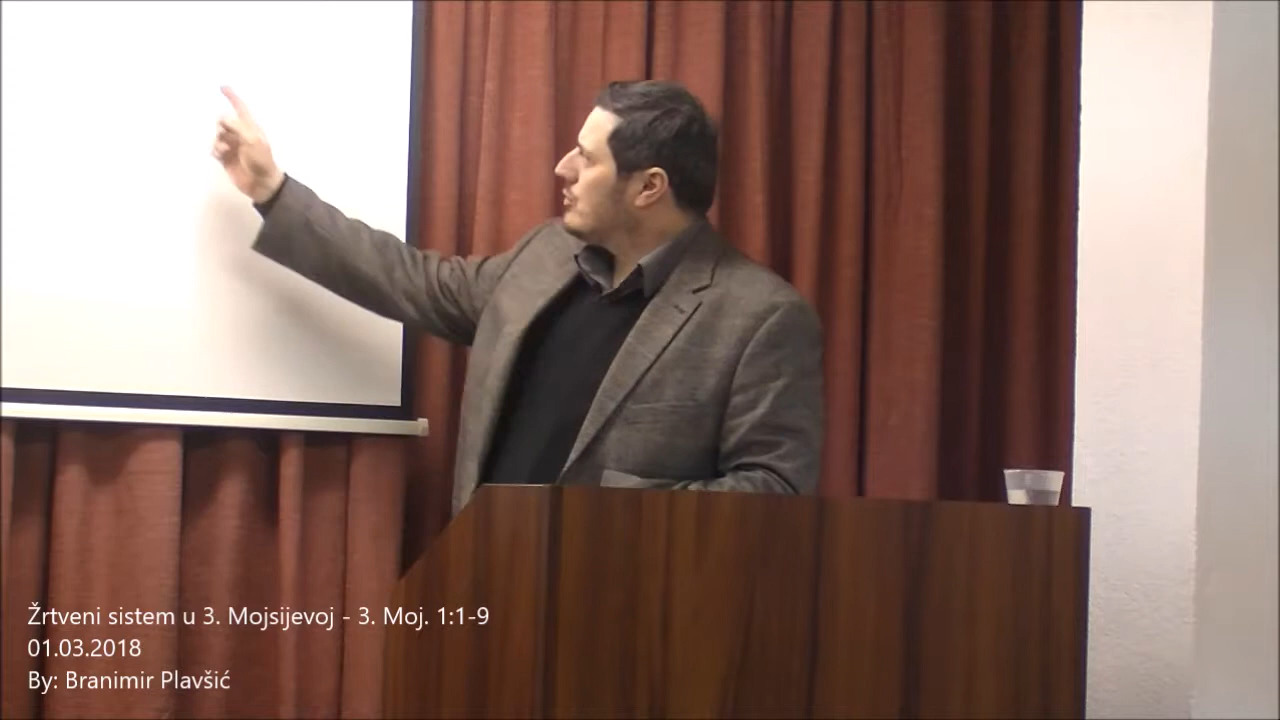 Žrtveni sistem u 3. Mojsijevoj - 3. Moj. 1:1-9
01.03.2018
By: Branimir Plavšić